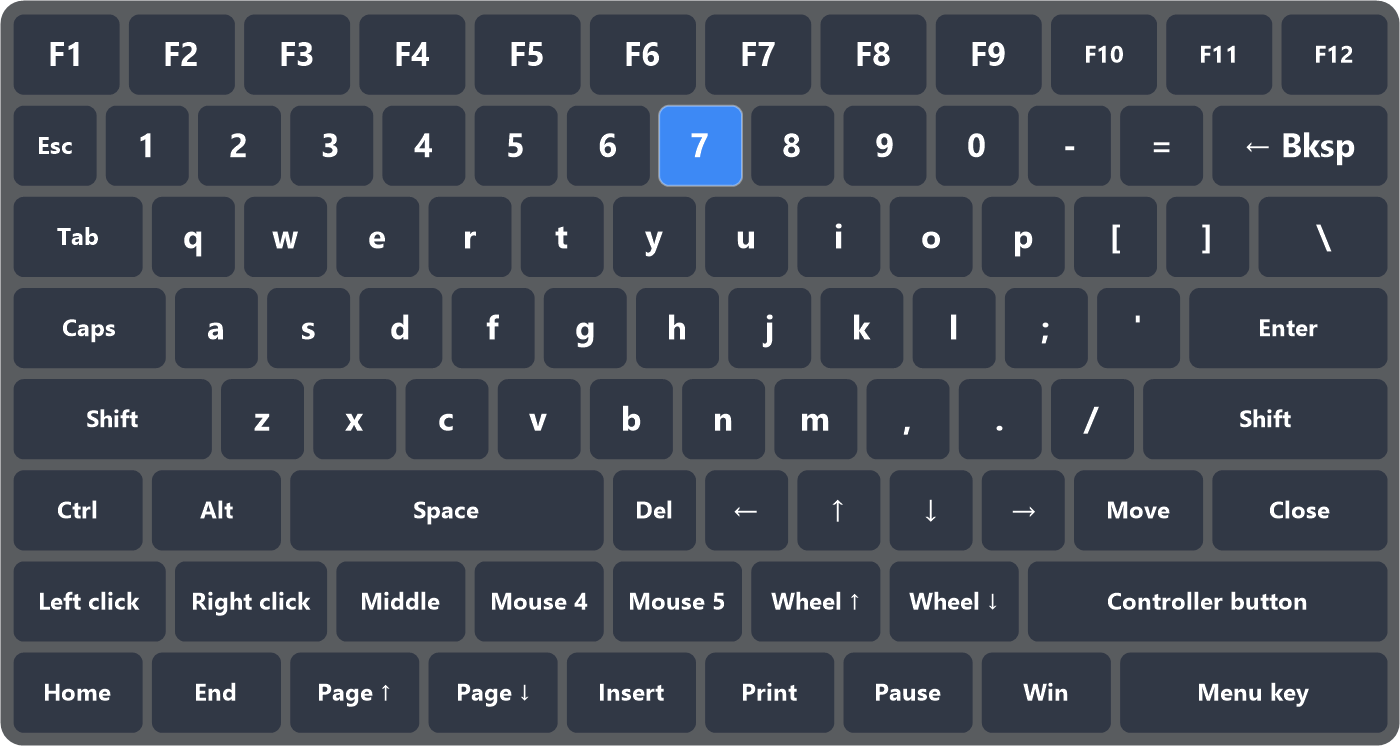 F1 F2 F3 F4 F5 F6 F7 F8 F9 F10 F11 F12
Esc 1 2 3 4 5 6 7 8 9 0 - = ← Bksp
Tab q w e r t y u i o p [ ] \
Caps a s d f g h j k l ; ' Enter
Shift z x c v b n m , . / Shift
Ctrl Alt Space Del ← ↑ ↓ → Move Close
Left click Right click Middle Mouse 4 Mouse 5 Wheel ↑ Wheel ↓ Controller button
Home End Page ↑ Page ↓ Insert Print Pause Win Menu key